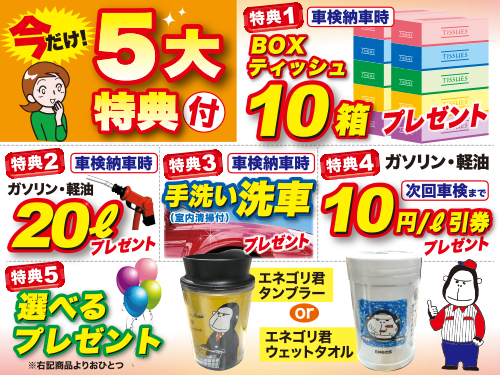 今だけ!
5大
特典付
特典1 車検納車時
BOX
ティッシュ
10箱 プレゼント
TISSUES
TISSUES
TISSUES
TISSUES
特典2 車検納車時
ガソリン・軽油
20ℓ
プレゼント
特典3 車検納車時
手洗い洗車
(室内清掃付)
プレゼント
特典4 ガソリン・軽油
次回車検まで
10円/ℓ引券
プレゼント
特典5
選べる
プレゼント
※右記商品よりおひとつ
エネゴリ君
タンブラー
or
エネゴリ君
ウェットタオル
ENEOS